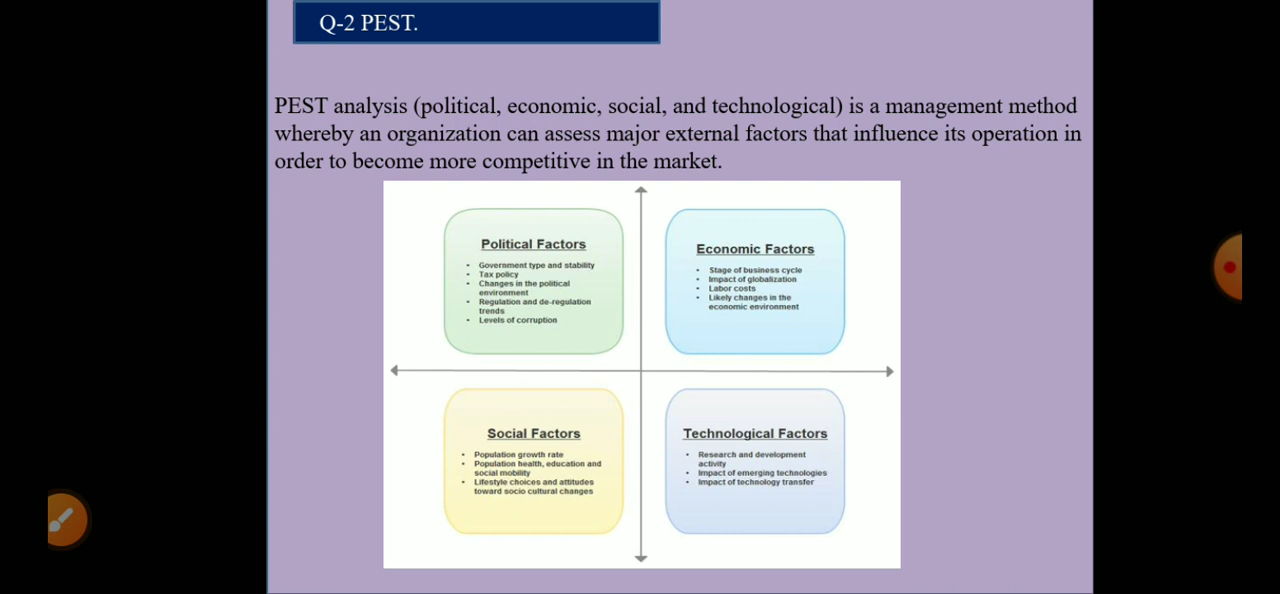 Q-2 PEST.
PEST analysis (political, economic, social, and technological) is a management method
whereby an organization can assess major external factors that influence its operation in
order to become more competitive in the market.
Political Factors
• Government type and stability
• Tax policy
• Changes in the political
environment
• Regulation and de-regulation
trends
• Levels of corruption
Economic Factors
• Stage of business cycle
• Impact of globalization
• Labor costs
• Likely changes in the
economic environment
Social Factors
• Population growth rate
• Population health, education and
social mobility
• Lifestyle choices and attitudes
toward socio cultural changes
Technological Factors
• Research and development
activity
• Impact of emerging technologies
• Impact of technology transfer